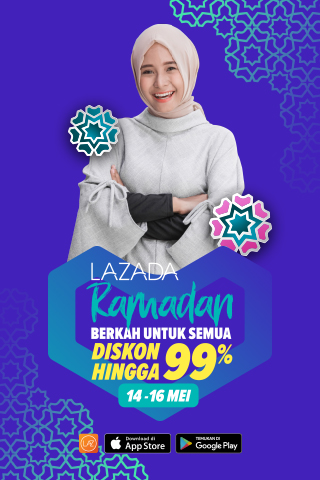 LAZADA
Ramadan
BERKAH UNTUK SEMUA
DISKON
HINGGA 99%
14-16 MEI
Download di
App Store
TEMUKAN DI
Google Play